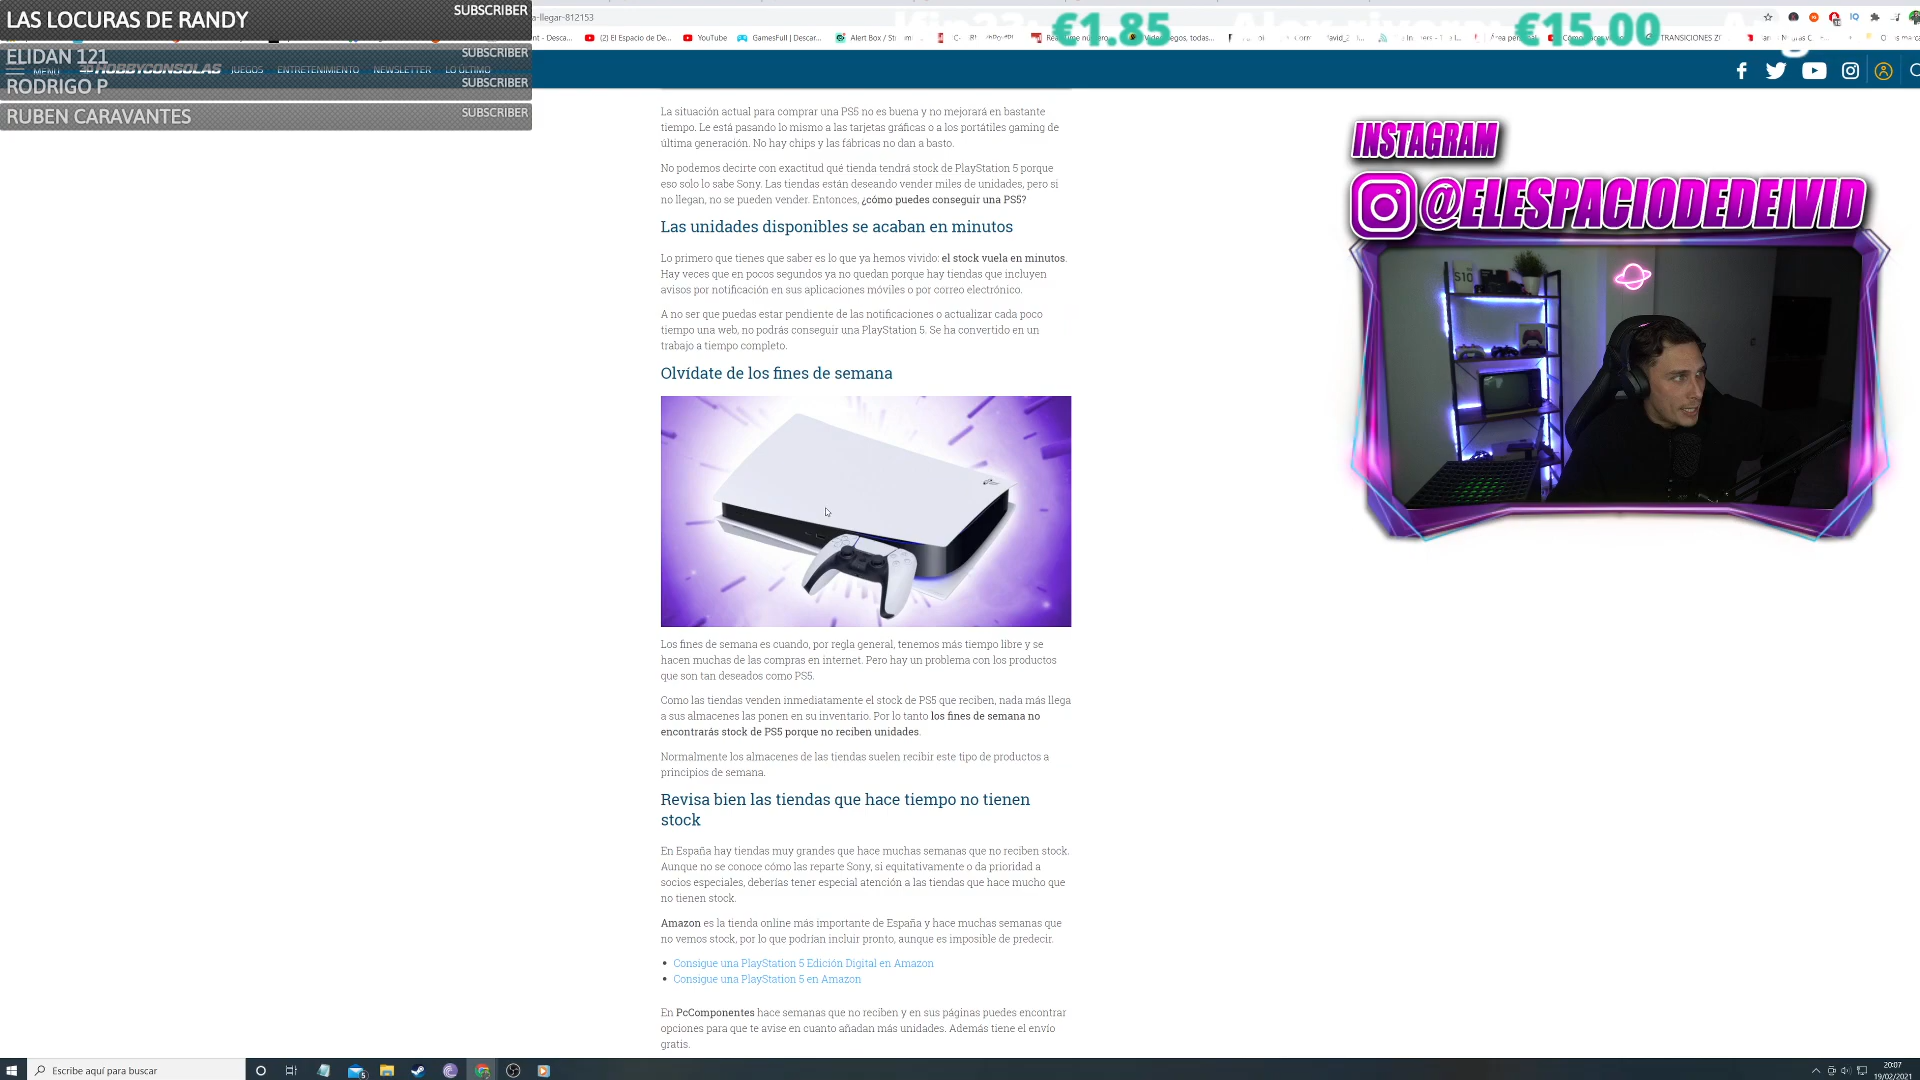 LAS LOCURAS DE RANDY SUBSCRIBER
ELIDAN 121 SUBSCRIBER
RODRIGO P SUBSCRIBER
RUBEN CARAVANTES SUBSCRIBER
a-llegar-812153
€1.85
€15.00
(2) El Espacio de De...
YouTube
GamesFull | Descar...
MENÚ
HOBBYCONSOLAS
JUEGOS
ENTRETENIMIENTO
NEWSLETTER
LO ÚLTIMO
La situación actual para comprar una PS5 no es buena y no mejorará en bastante
tiempo. Le está pasando lo mismo a las tarjetas gráficas o a los portátiles gaming de
última generación. No hay chips y las fábricas no dan a basto.
No podemos decirte con exactitud qué tienda tendrá stock de PlayStation 5 porque
eso solo lo sabe Sony. Las tiendas están deseando vender miles de unidades, pero si
no llegan, no se pueden vender. Entonces, ¿cómo puedes conseguir una PS5?
Las unidades disponibles se acaban en minutos
Lo primero que tienes que saber es lo que ya hemos vivido: el stock vuela en minutos.
Hay veces que en pocos segundos ya no quedan porque hay tiendas que incluyen
avisos por notificación en sus aplicaciones móviles o por correo electrónico.
A no ser que puedas estar pendiente de las notificaciones o actualizar cada poco
tiempo una web, no podrás conseguir una PlayStation 5. Se ha convertido en un
trabajo a tiempo completo.
Olvídate de los fines de semana
Los fines de semana es cuando, por regla general, tenemos más tiempo libre y se
hacen muchas de las compras en internet. Pero hay un problema con los productos
que son tan deseados como PS5.
Como las tiendas venden inmediatamente el stock de PS5 que reciben, nada más llega
a sus almacenes las ponen en su inventario. Por lo tanto los fines de semana no
encontrarás stock de PS5 porque no reciben unidades.
Normalmente los almacenes de las tiendas suelen recibir este tipo de productos a
principios de semana.
Revisa bien las tiendas que hace tiempo no tienen
stock
En España hay tiendas muy grandes que hace muchas semanas que no reciben stock.
Aunque no se conoce cómo las reparte Sony, si equitativamente o da prioridad a
socios especiales, deberías tener especial atención a las tiendas que hace mucho que
no tienen stock.
Amazon es la tienda online más importante de España y hace muchas semanas que
no vemos stock, por lo que podrían incluir pronto, aunque es imposible de predecir.
Consigue una PlayStation 5 Edición Digital en Amazon
Consigue una PlayStation 5 en Amazon
En PcComponentes hace semanas que no reciben y en sus páginas puedes encontrar
opciones para que te avise en cuanto añadan más unidades. Además tiene el envío
gratis.
INSTAGRAM
@ELESPACIODEDEIVID
Escribe aquí para buscar
20:07
19/02/2021